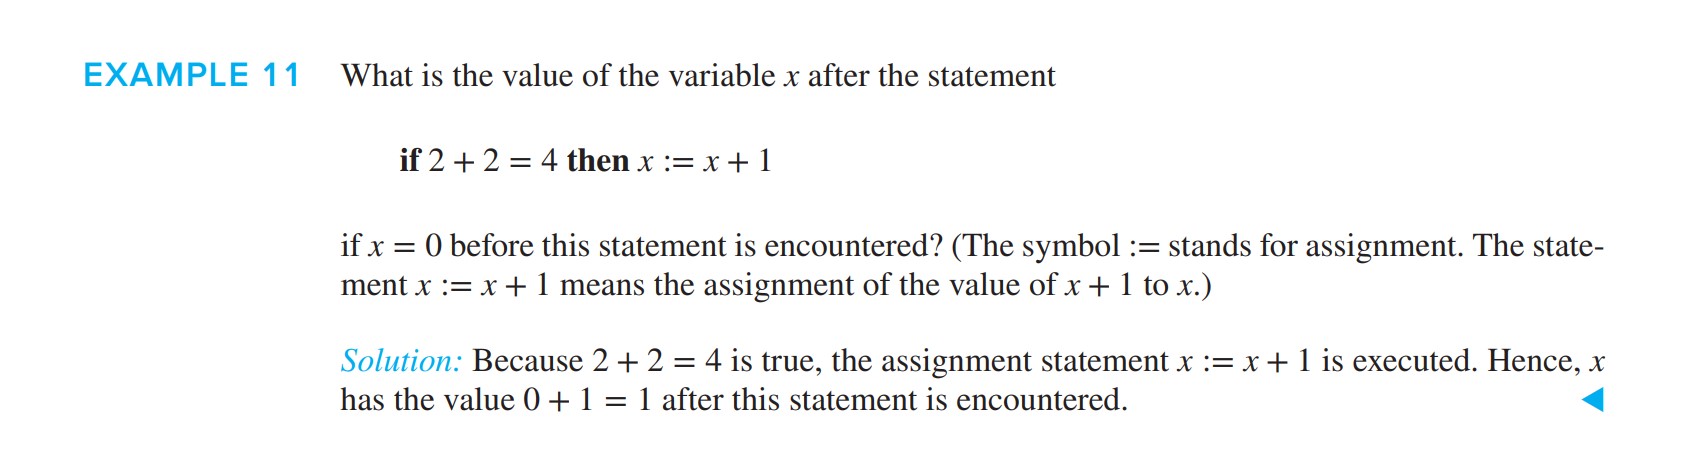 EXAMPLE 11 What is the value of the variable x after the statement
if 2 + 2 = 4 then x := x + 1
if x = 0 before this statement is encountered? (The symbol := stands for assignment. The state-
ment x := x + 1 means the assignment of the value of x + 1 to x.)
Solution: Because 2 + 2 = 4 is true, the assignment statement x := x + 1 is executed. Hence, x
has the value 0 + 1 = 1 after this statement is encountered.